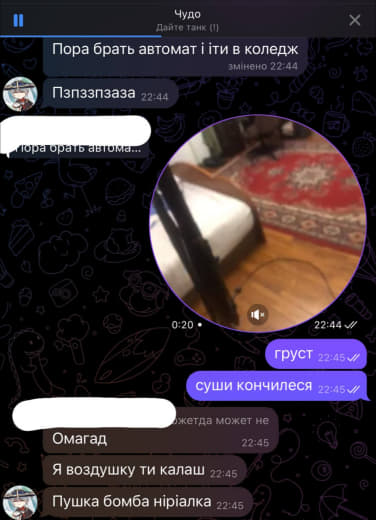 Чудо
Дайте танк (!)
Пора брать автомат і іти в коледж
змінено 22:44
Пзпззпзаза 22:44
Пора брать автома...
0:20
22:44
груст 22:45
суши кончилеся 22:45
может не
Омагад
22:45
Я воздушку ти калаш 22:45
Пушка бомба ніріалка 22:45